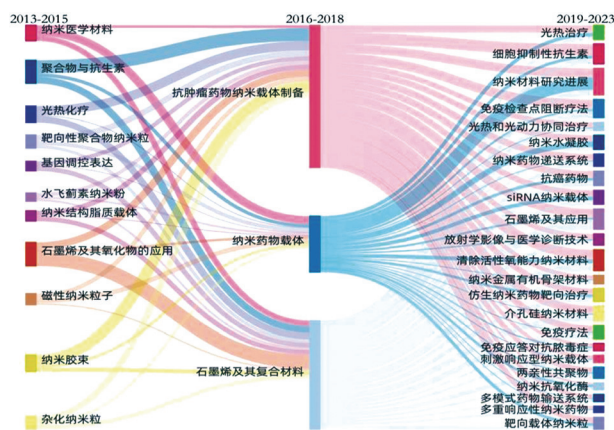 2013-2015
2016-2018
2019-2023
纳米医学材料
聚合物与抗生素
光热化疗
靶向性聚合物纳米粒
基因调控表达
水飞蓟素纳米粉
纳米结构脂质载体
石墨烯及其氧化物的应用
磁性纳米粒子
纳米胶束
杂化纳米粒
抗肿瘤药物纳米载体制备
纳米药物载体
石墨烯及其复合材料
光热治疗
细胞抑制性抗生素
纳米材料研究进展
免疫检查点阻断疗法
光热和光动力协同治疗
纳米水凝胶
纳米药物递送系统
抗癌药物
siRNA纳米载体
石墨烯及其应用
放射学影像与医学诊断技术
清除活性氧能力纳米材料
纳米金属有机骨架材料
仿生纳米药物靶向治疗
介孔硅纳米材料
免疫疗法
免疫应答对抗脓毒症
刺激响应型纳米载体
两亲性共聚物
纳米抗氧化酶
多模式药物输送系统
多重响应性纳米药物
靶向载体纳米粒